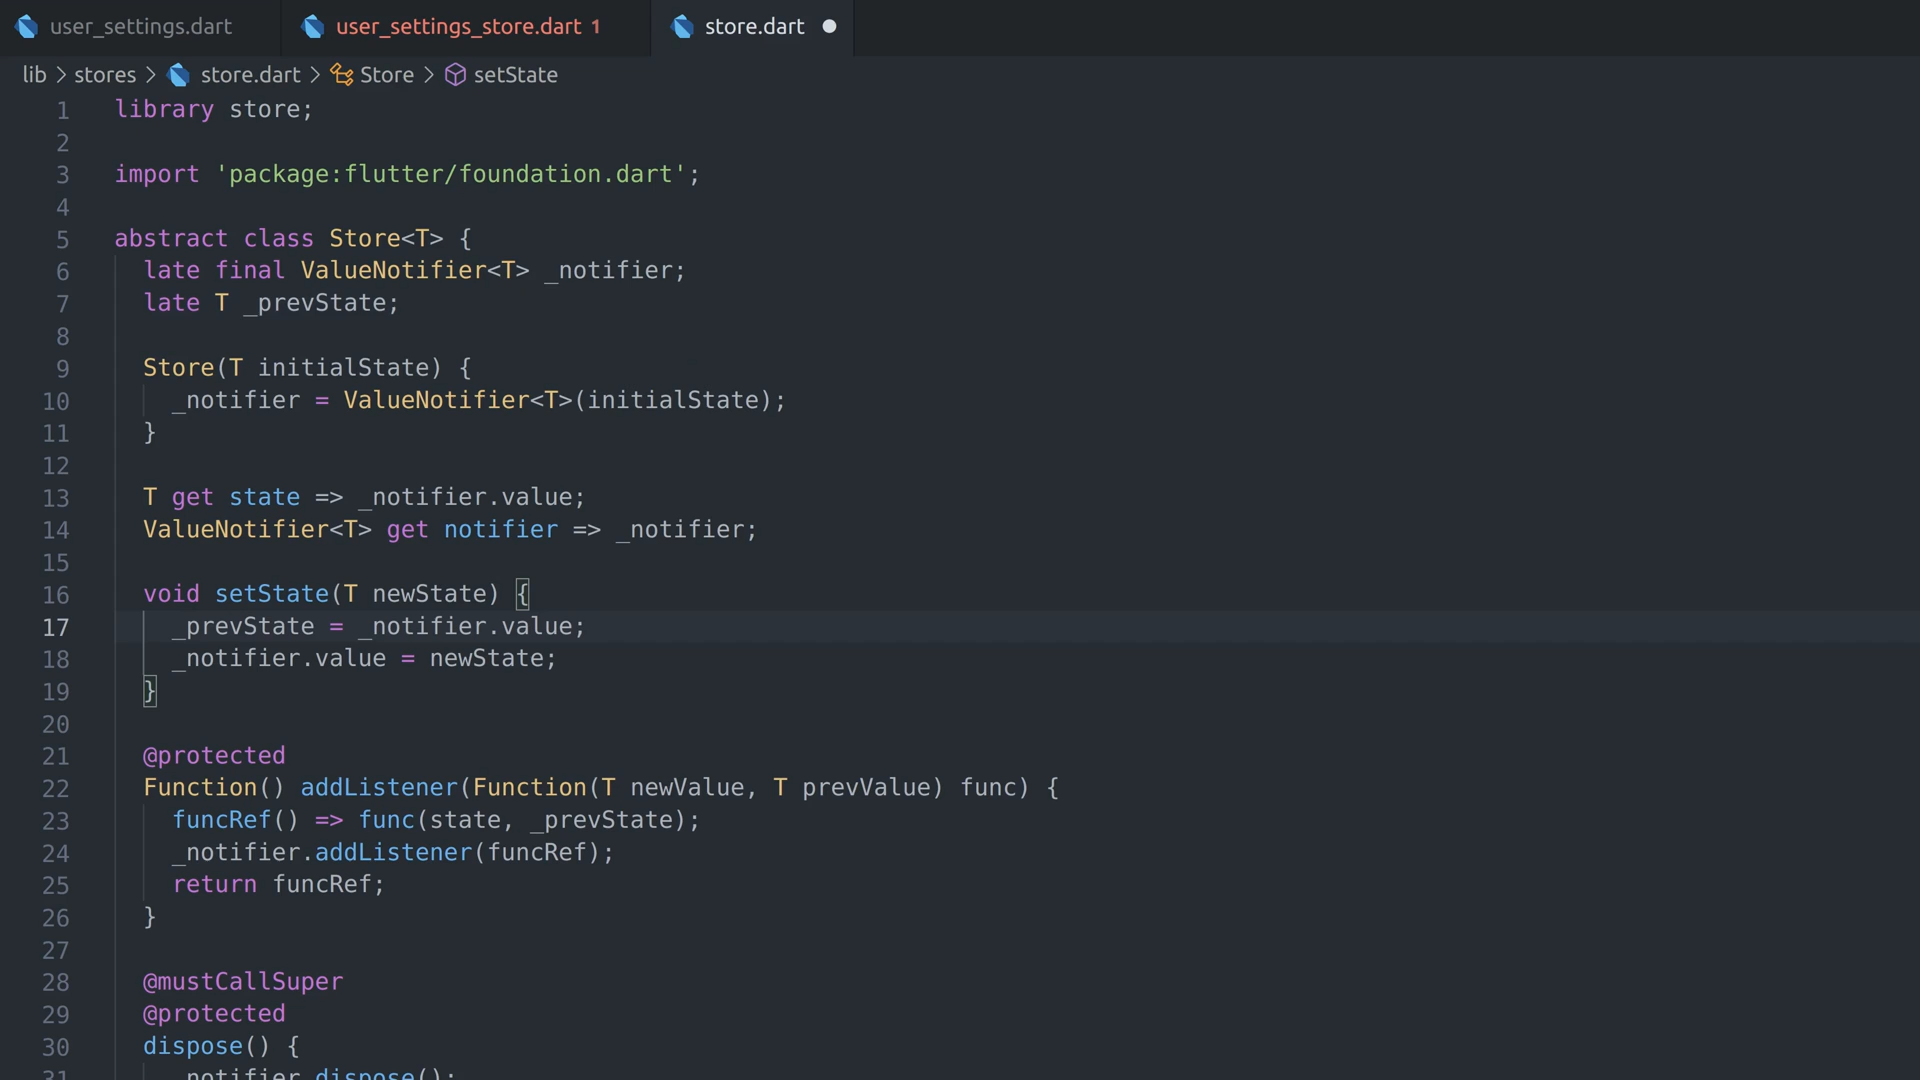 user_settings.dart user_settings_store.dart 1 store.dart
lib > stores > store.dart > Store > setState
1 library store;
2
3 import 'package:flutter/foundation.dart';
4
5 abstract class Store<T> {
6 late final ValueNotifier<T> _notifier;
7 late T _prevState;
8
9 Store(T initialState) {
10 _notifier = ValueNotifier<T>(initialState);
11 }
12
13 T get state => _notifier.value;
14 ValueNotifier<T> get notifier => _notifier;
15
16 void setState(T newState) {
17 _prevState = _notifier.value;
18 _notifier.value = newState;
19 }
20
21 @protected
22 Function() addListener(Function(T newValue, T prevValue) func) {
23 funcRef() => func(state, _prevState);
24 _notifier.addListener(funcRef);
25 return funcRef;
26 }
27
28 @mustCallSuper
29 @protected
30 dispose() {
31 _notifier.dispose();